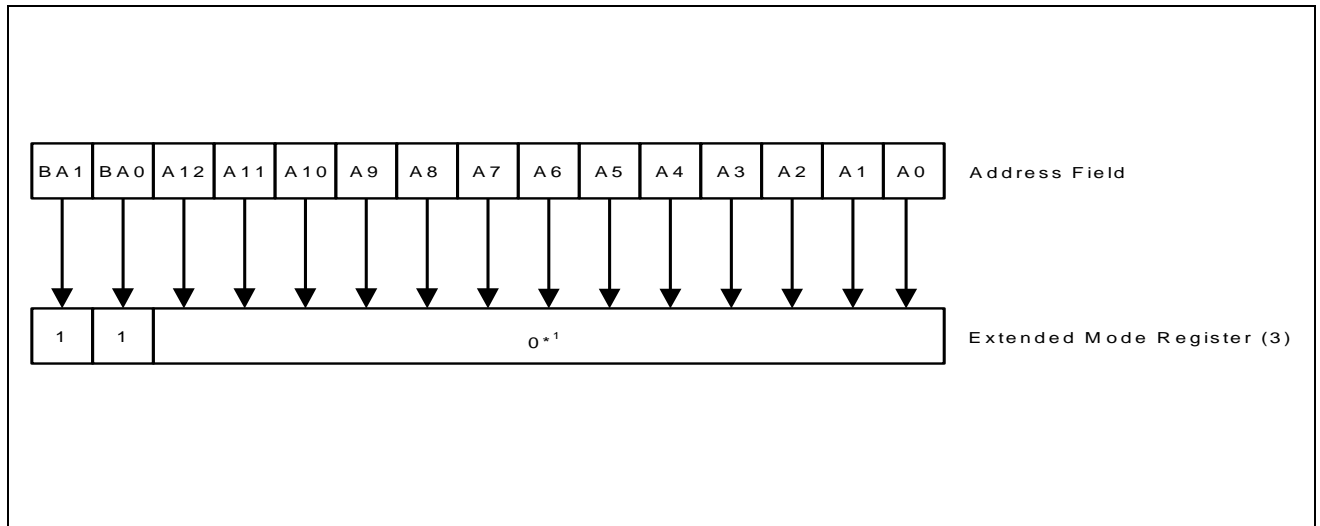 BA1 BA0 A12 A11 A10 A9 A8 A7 A6 A5 A4 A3 A2 A1 A0 Address Field
1 1 0*1 Extended Mode Register (3)